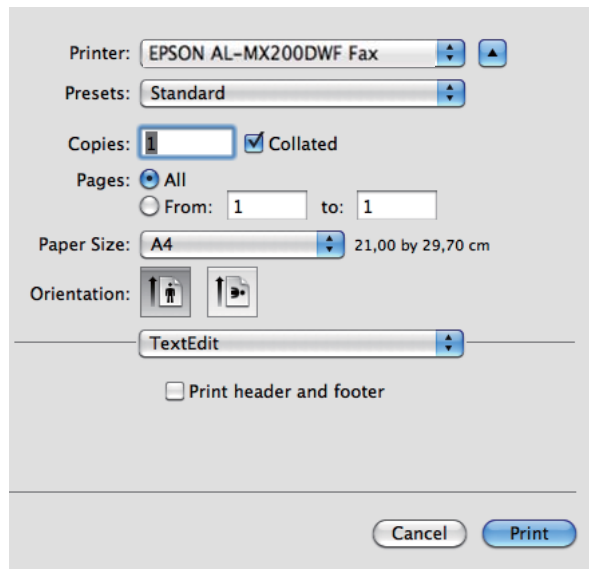 Printer: EPSON AL-MX200DWF Fax
Presets: Standard
Copies: 1 Collated
Pages: All
From: 1 to: 1
Paper Size: A4 21,00 by 29,70 cm
Orientation:
TextEdit
Print header and footer
Cancel Print